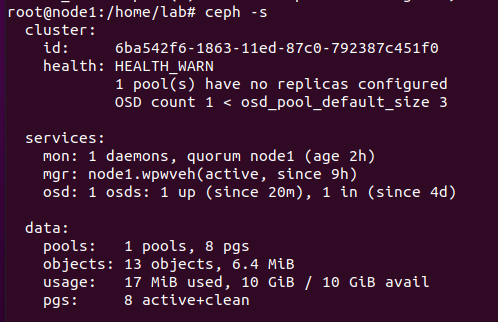 root@node1:/home/lab# ceph -s
  cluster:
    id:     6ba542f6-1863-11ed-87c0-792387c451f0
    health: HEALTH_WARN
            1 pool(s) have no replicas configured
            OSD count 1 < osd_pool_default_size 3

  services:
    mon: 1 daemons, quorum node1 (age 2h)
    mgr: node1.wpwveh(active, since 9h)
    osd: 1 osds: 1 up (since 20m), 1 in (since 4d)

  data:
    pools:   1 pools, 8 pgs
    objects: 13 objects, 6.4 MiB
    usage:   17 MiB used, 10 GiB / 10 GiB avail
    pgs:     8 active+clean